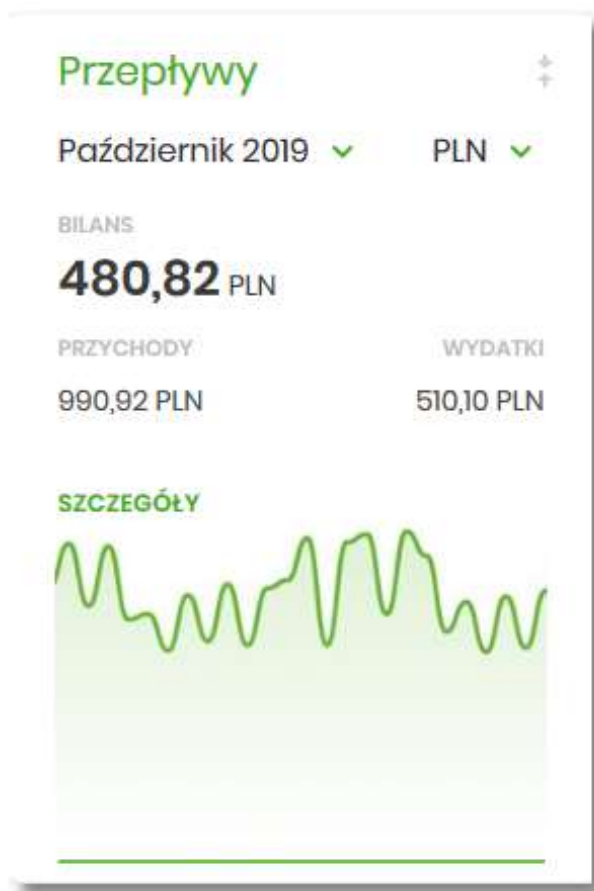 Przepływy
Październik 2019 PLN
BILANS
480,82 PLN
PRZYCHODY WYDATKI
990,92 PLN 510,10 PLN
SZCZEGÓŁY